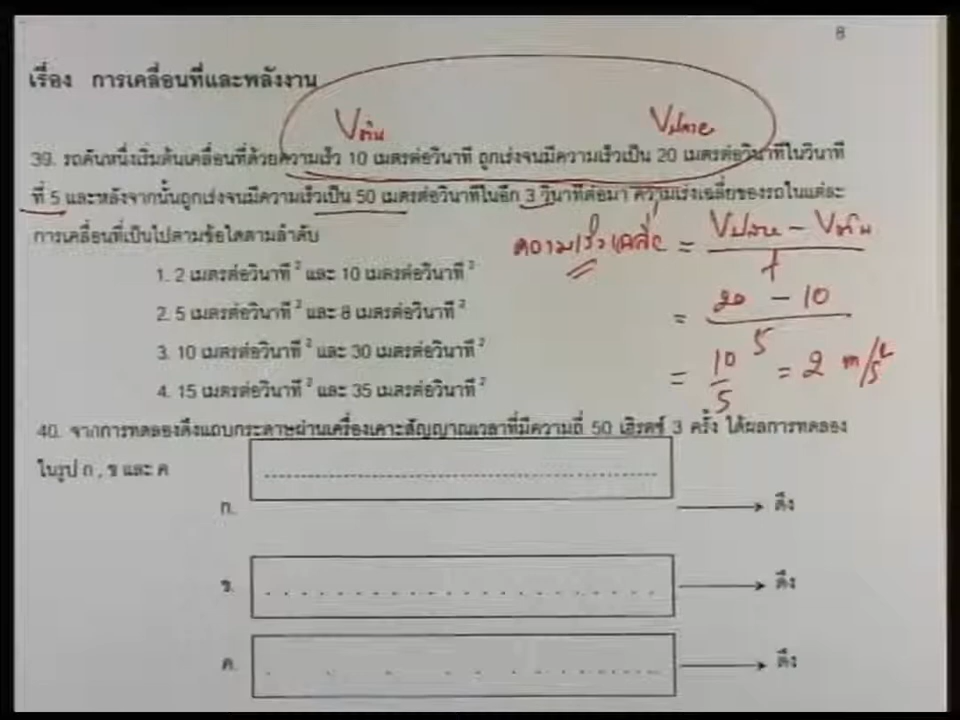 8
เรื่อง การเคลื่อนที่และพลังงาน
Vต้น Vปลาย
39. รถคันหนึ่งเริ่มต้นเคลื่อนที่ด้วยความเร็ว 10 เมตรต่อวินาที ถูกเร่งจนมีความเร็วเป็น 20 เมตรต่อวินาทีในวินาที
ที่ 5 และหลังจากนั้นถูกเร่งจนมีความเร็วเป็น 50 เมตรต่อวินาทีในอีก 3 วินาทีต่อมา ความเร่งเฉลี่ยของรถในแต่ละ
การเคลื่อนที่เป็นไปตามข้อใดตามลำดับ
ความเร่งเฉลี่ย = Vปลาย - Vต้น
t
1. 2 เมตรต่อวินาที ² และ 10 เมตรต่อวินาที ²
= 20 - 10
5
2. 5 เมตรต่อวินาที ² และ 8 เมตรต่อวินาที ²
3. 10 เมตรต่อวินาที ² และ 30 เมตรต่อวินาที ²
= 10
5
= 2 m/s²
4. 15 เมตรต่อวินาที ² และ 35 เมตรต่อวินาที ²
40. จากการทดลองดึงแถบกระดาษผ่านเครื่องเคาะสัญญาณเวลาที่มีความถี่ 50 เฮิรตซ์ 3 ครั้ง ได้ผลการทดลอง
ในรูป ก , ข และ ค
ก. ดึง
ข. ดึง
ค. ดึง